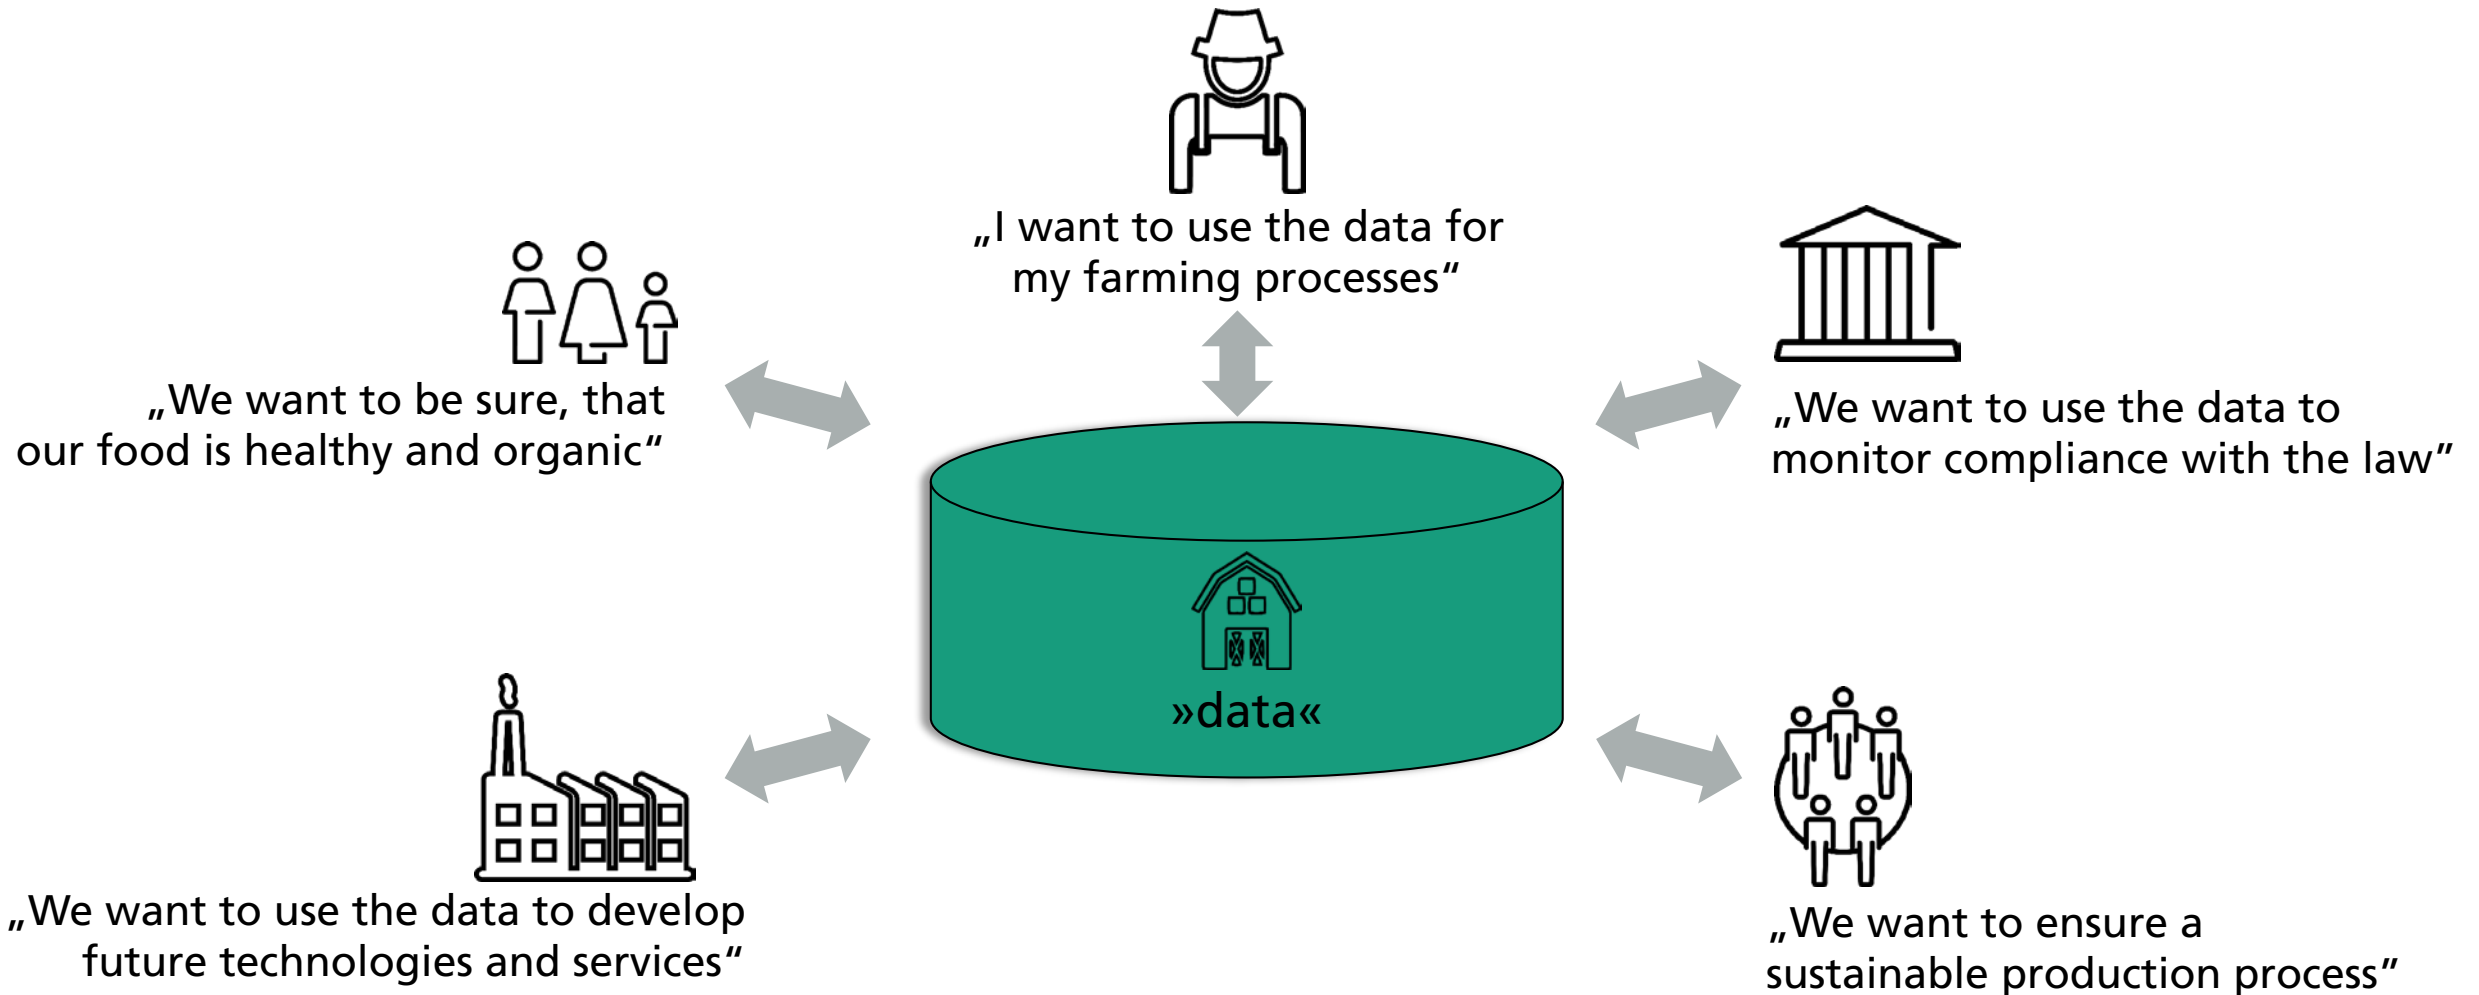 „I want to use the data for
my farming processes“
„We want to be sure, that
our food is healthy and organic“
„We want to use the data to
monitor compliance with the law”
»data«
„We want to use the data to develop
future technologies and services“
„We want to ensure a
sustainable production process”